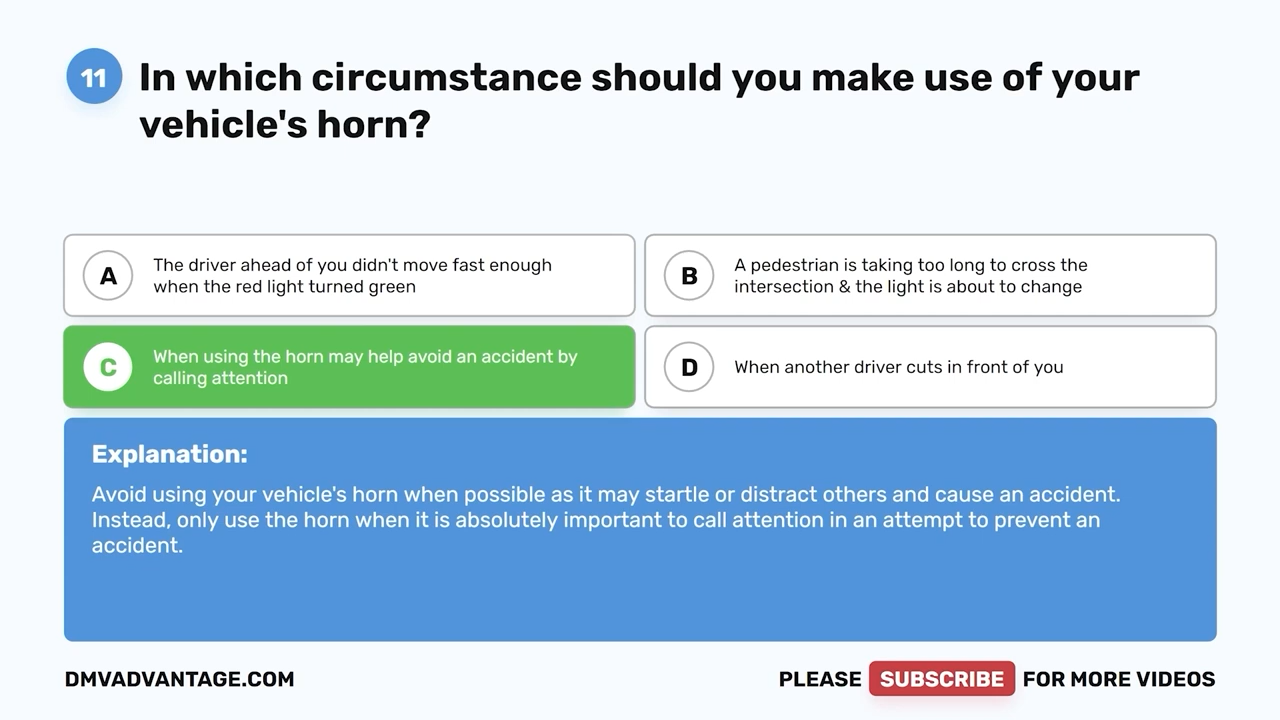 11
In which circumstance should you make use of your
vehicle's horn?
A
The driver ahead of you didn't move fast enough
when the red light turned green
B
A pedestrian is taking too long to cross the
intersection & the light is about to change
C
When using the horn may help avoid an accident by
calling attention
D
When another driver cuts in front of you
Explanation:
Avoid using your vehicle's horn when possible as it may startle or distract others and cause an accident.
Instead, only use the horn when it is absolutely important to call attention in an attempt to prevent an
accident.
DMVADVANTAGE.COM
PLEASE SUBSCRIBE FOR MORE VIDEOS